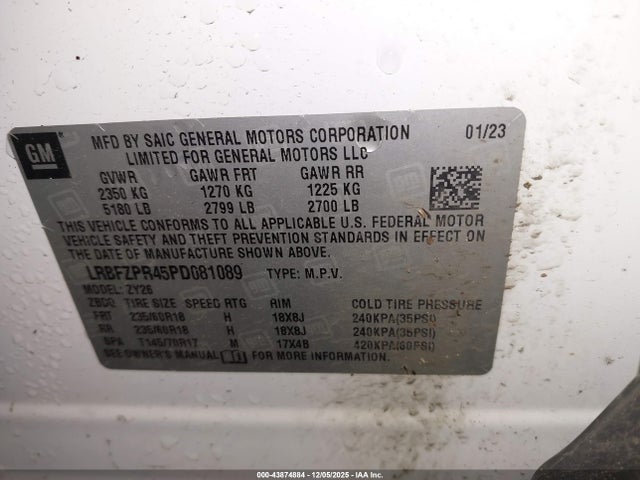 GM
MFD BY SAIC GENERAL MOTORS CORPORATION 01/23
LIMITED FOR GENERAL MOTORS LLC
GVWR GAWR FRT GAWR RR
2350 KG 1270 KG 1225 KG
5180 LB 2799 LB 2700 LB
THIS VEHICLE CONFORMS TO ALL APPLICABLE U.S. FEDERAL MOTOR
VEHICLE SAFETY AND THEFT PREVENTION STANDARDS IN EFFECT ON
THE DATE OF MANUFACTURE SHOWN ABOVE.
LRBFZPR45PD081089 TYPE: M.P.V.
MODEL: ZY26
ZBDG TIRE SIZE SPEED RTG RIM COLD TIRE PRESSURE
FRT 235/60R18 H 18X8J 240KPA(35PSI)
RR 235/60R18 H 18X8J 240KPA(35PSI)
SPA T145/70R17 M 17X4B 420KPA(60PSI)
SEE OWNER'S MANUAL FOR MORE INFORMATION.
000-43874884 | 12/05/2025 - IAA Corp.